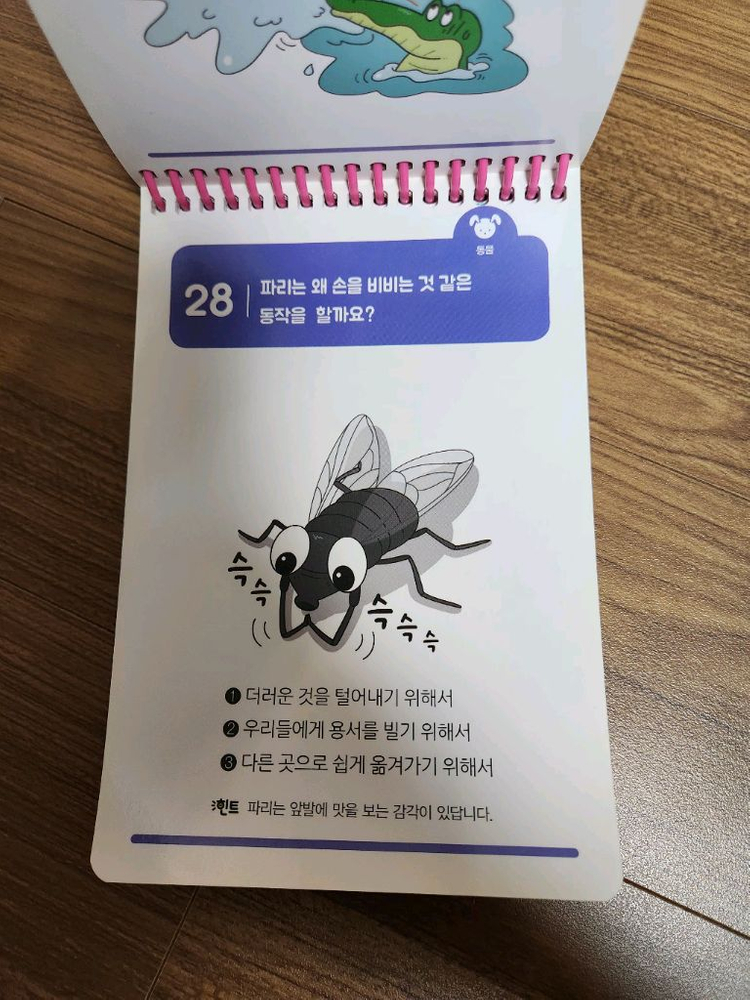 동물
28 파리는 왜 손을 비비는 것 같은
동작을 할까요?
슥
슥
슥
슥
슥
❶ 더러운 것을 털어내기 위해서
❷ 우리들에게 용서를 빌기 위해서
❸ 다른 곳으로 쉽게 옮겨가기 위해서
힌트 파리는 앞발에 맛을 보는 감각이 있답니다.